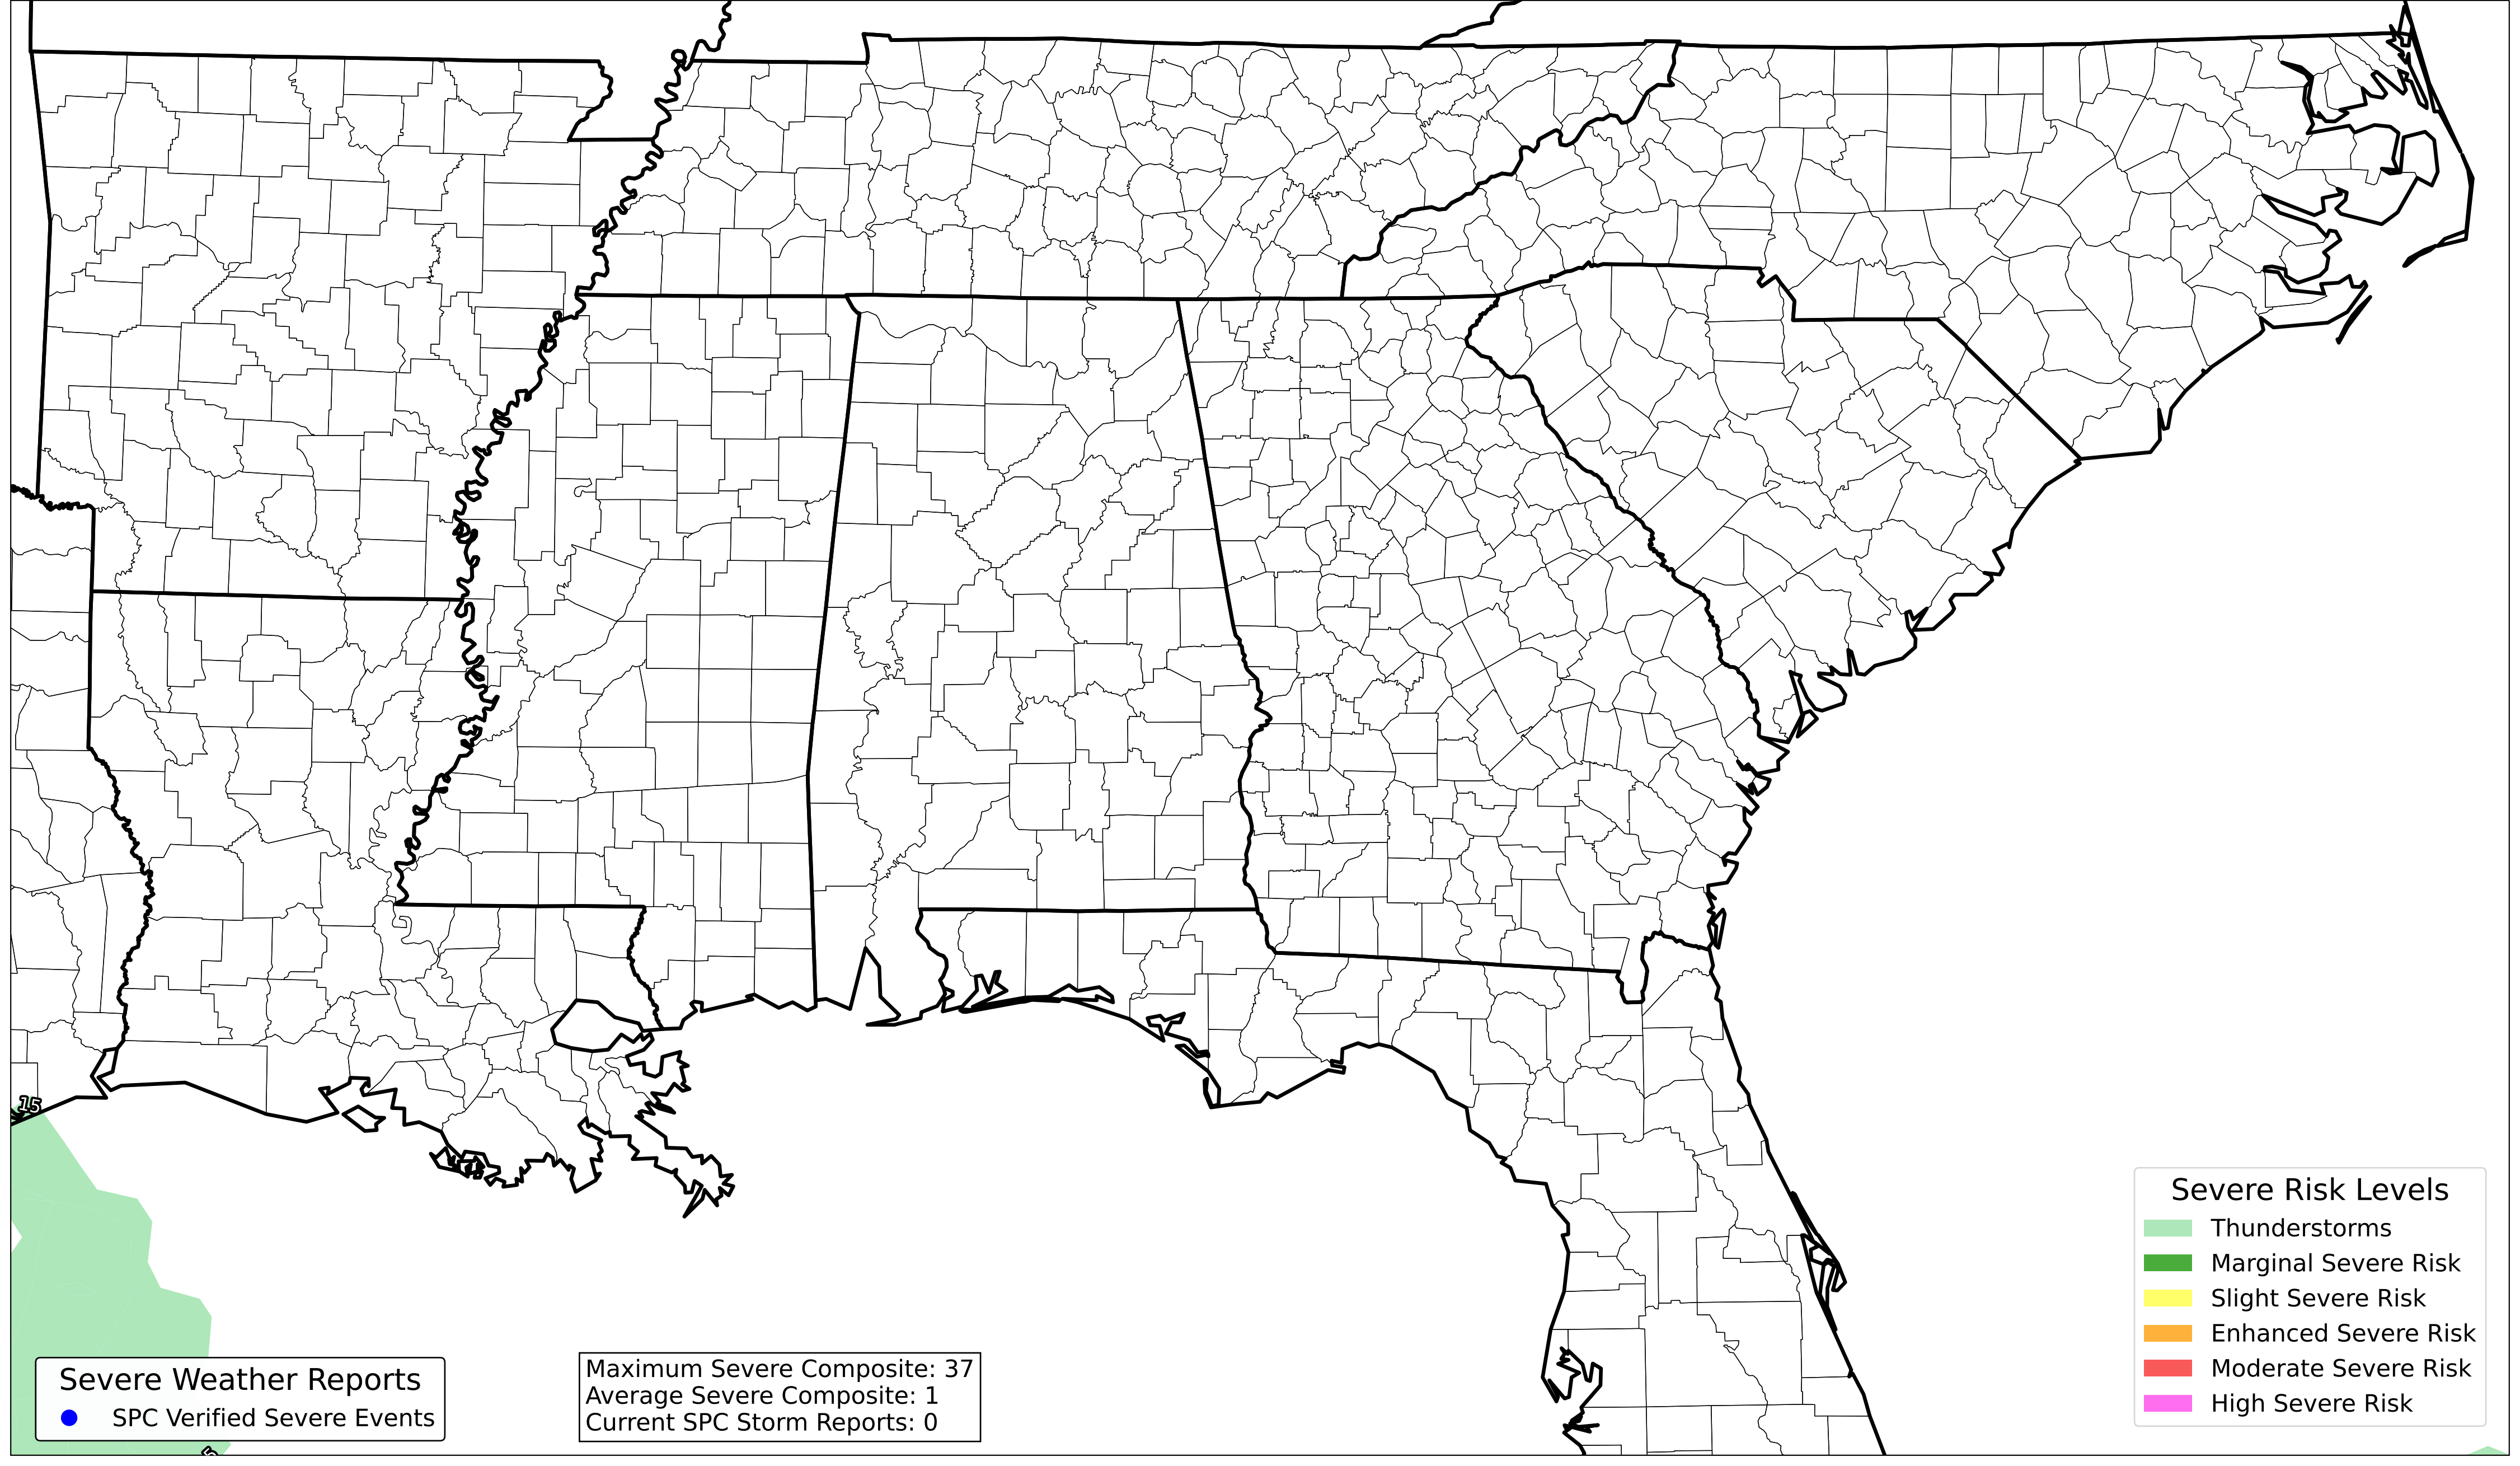 15
Severe Risk Levels
Thunderstorms
Marginal Severe Risk
Slight Severe Risk
Enhanced Severe Risk
Moderate Severe Risk
High Severe Risk
Severe Weather Reports
SPC Verified Severe Events
Maximum Severe Composite: 37
Average Severe Composite: 1
Current SPC Storm Reports: 0